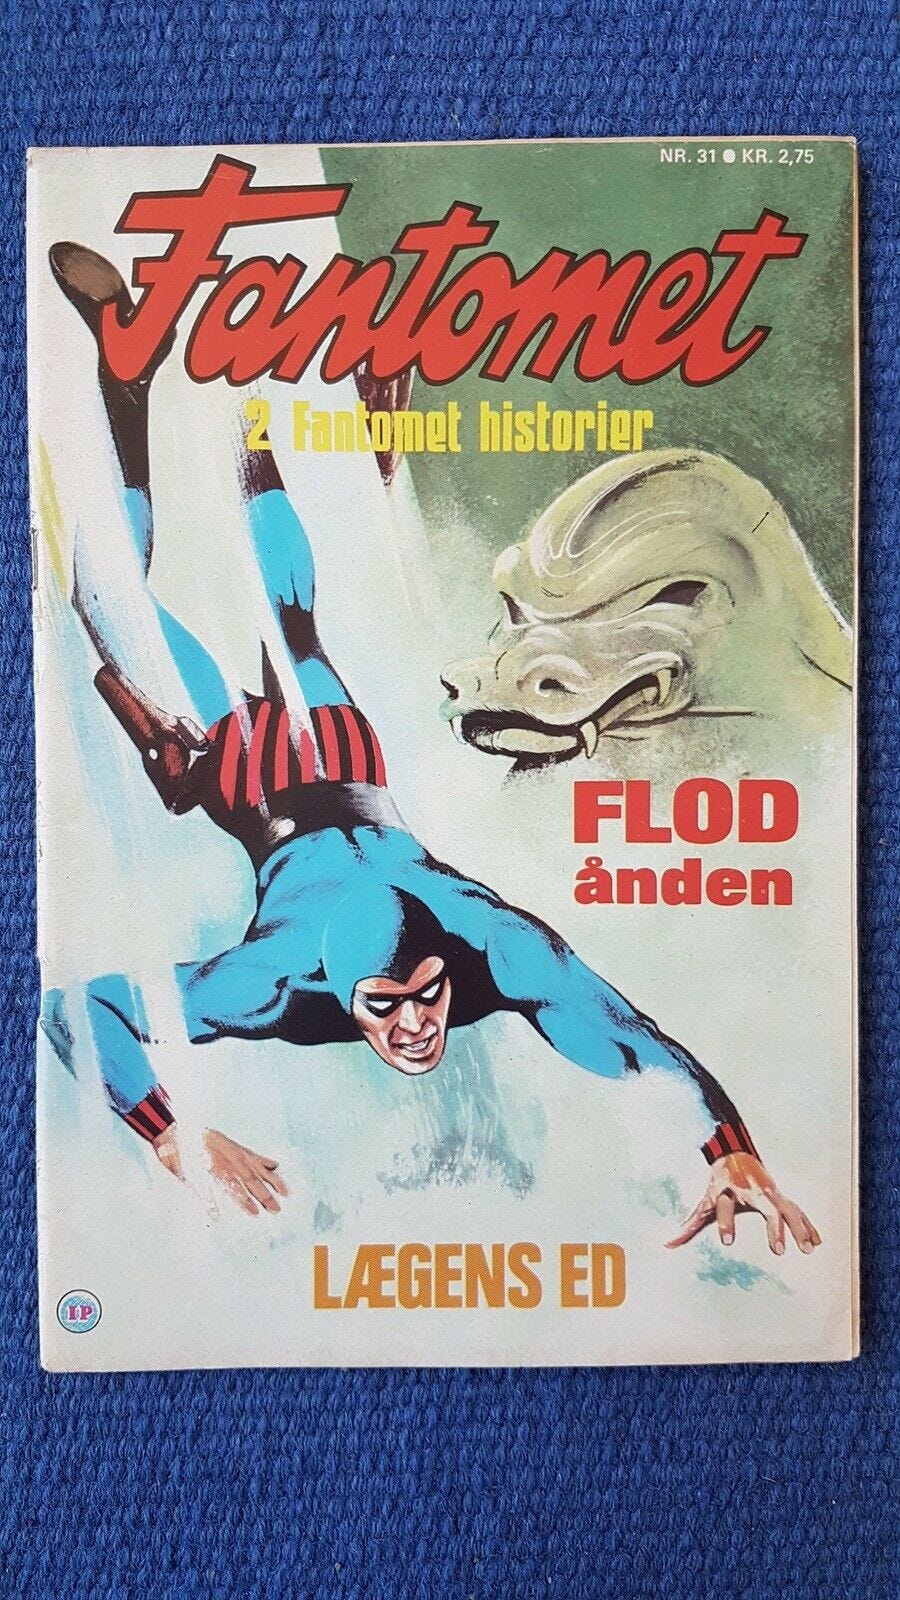 NR. 31 ● KR. 2,75
Fantomet
2 Fantomet historier
FLOD
ånden
LÆGENS ED
I·P